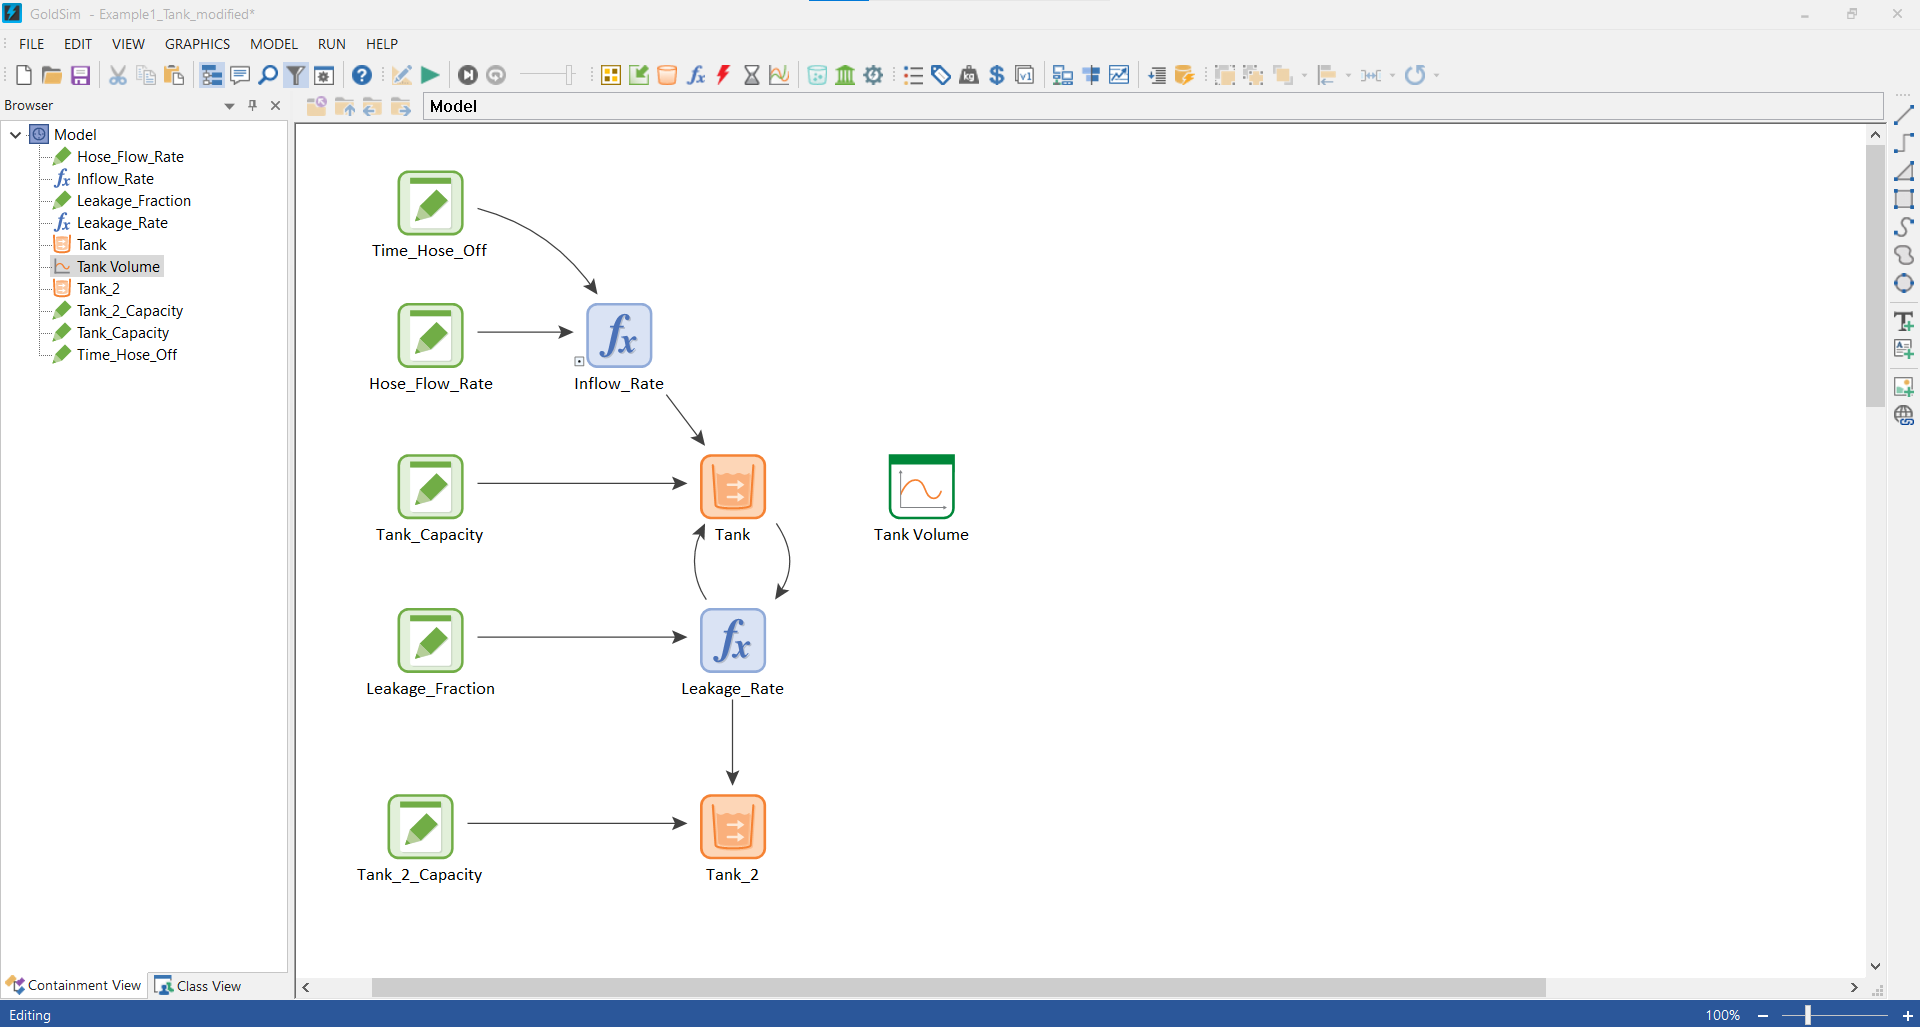 GoldSim - Example1_Tank_modified*
FILE EDIT VIEW GRAPHICS MODEL RUN HELP
Browser
Model
Model
Hose_Flow_Rate
Inflow_Rate
Leakage_Fraction
Leakage_Rate
Tank
Tank Volume
Tank_2
Tank_2_Capacity
Tank_Capacity
Time_Hose_Off
Time_Hose_Off
Hose_Flow_Rate
Inflow_Rate
Tank_Capacity
Tank
Tank Volume
Leakage_Fraction
Leakage_Rate
Tank_2_Capacity
Tank_2
Containment View
Class View
Editing
100%